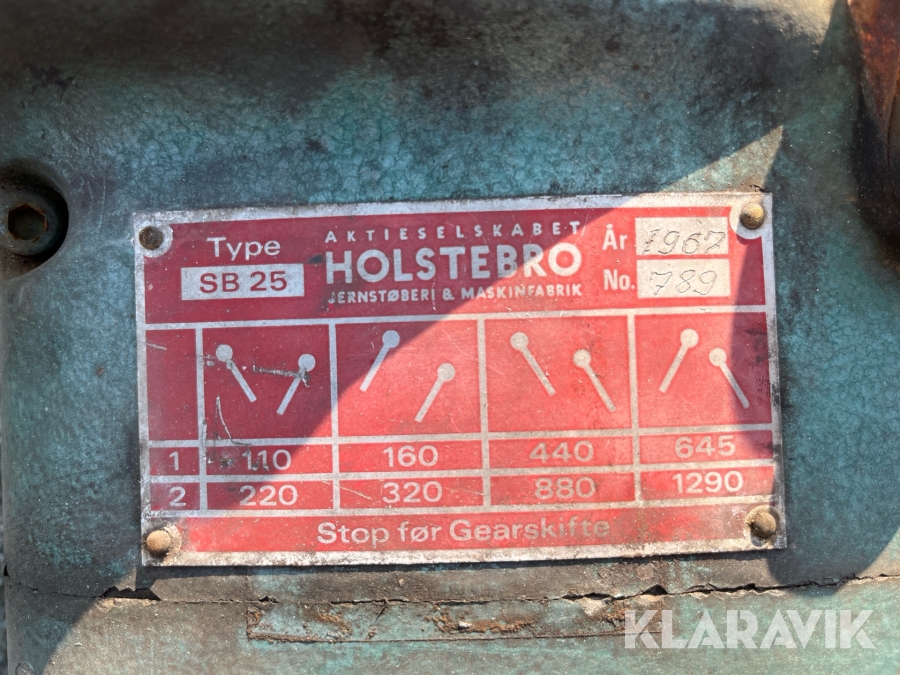 Type
SB 25
AKTIESELSKABET
HOLSTEBRO
JERNSTØBERI & MASKINFABRIK
År 1967
No. 789
1 110 160 440 645
2 220 320 880 1290
Stop før Gearskifte
KLARAVIK